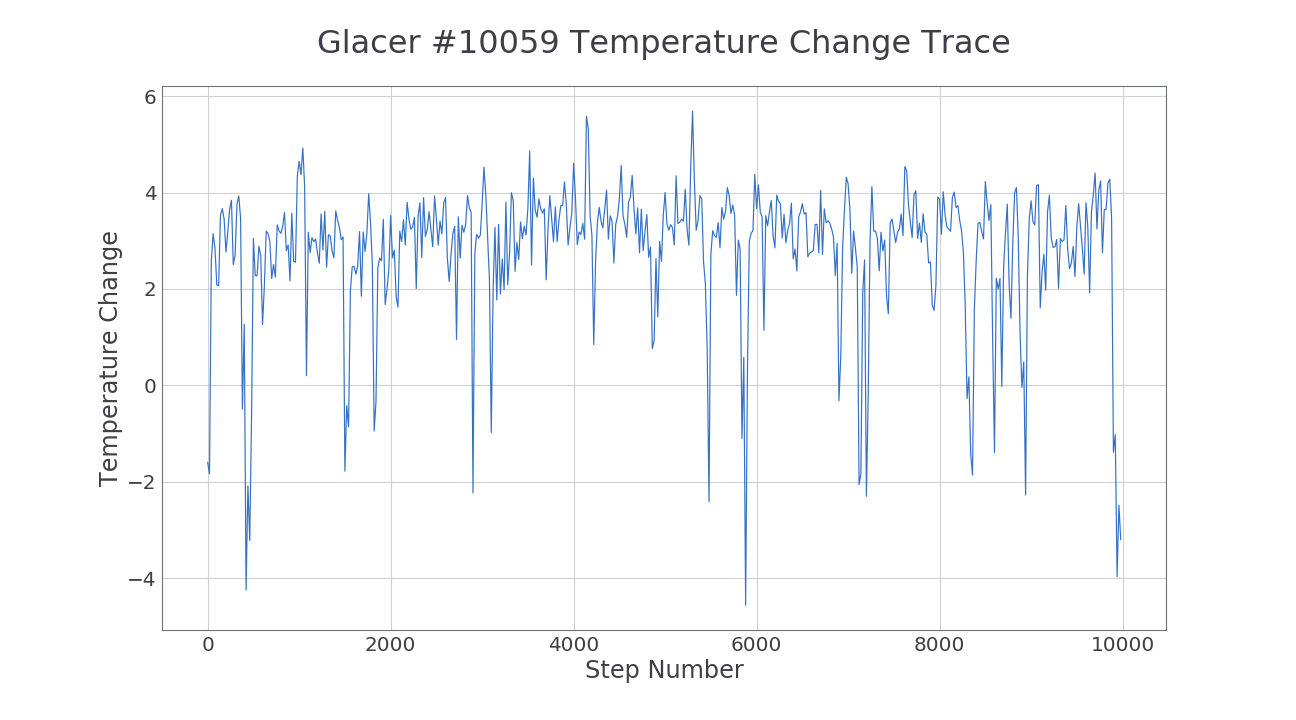 Glacer #10059 Temperature Change Trace
6
4
2
0
−2
−4
Temperature Change
0 2000 4000 6000 8000 10000
Step Number